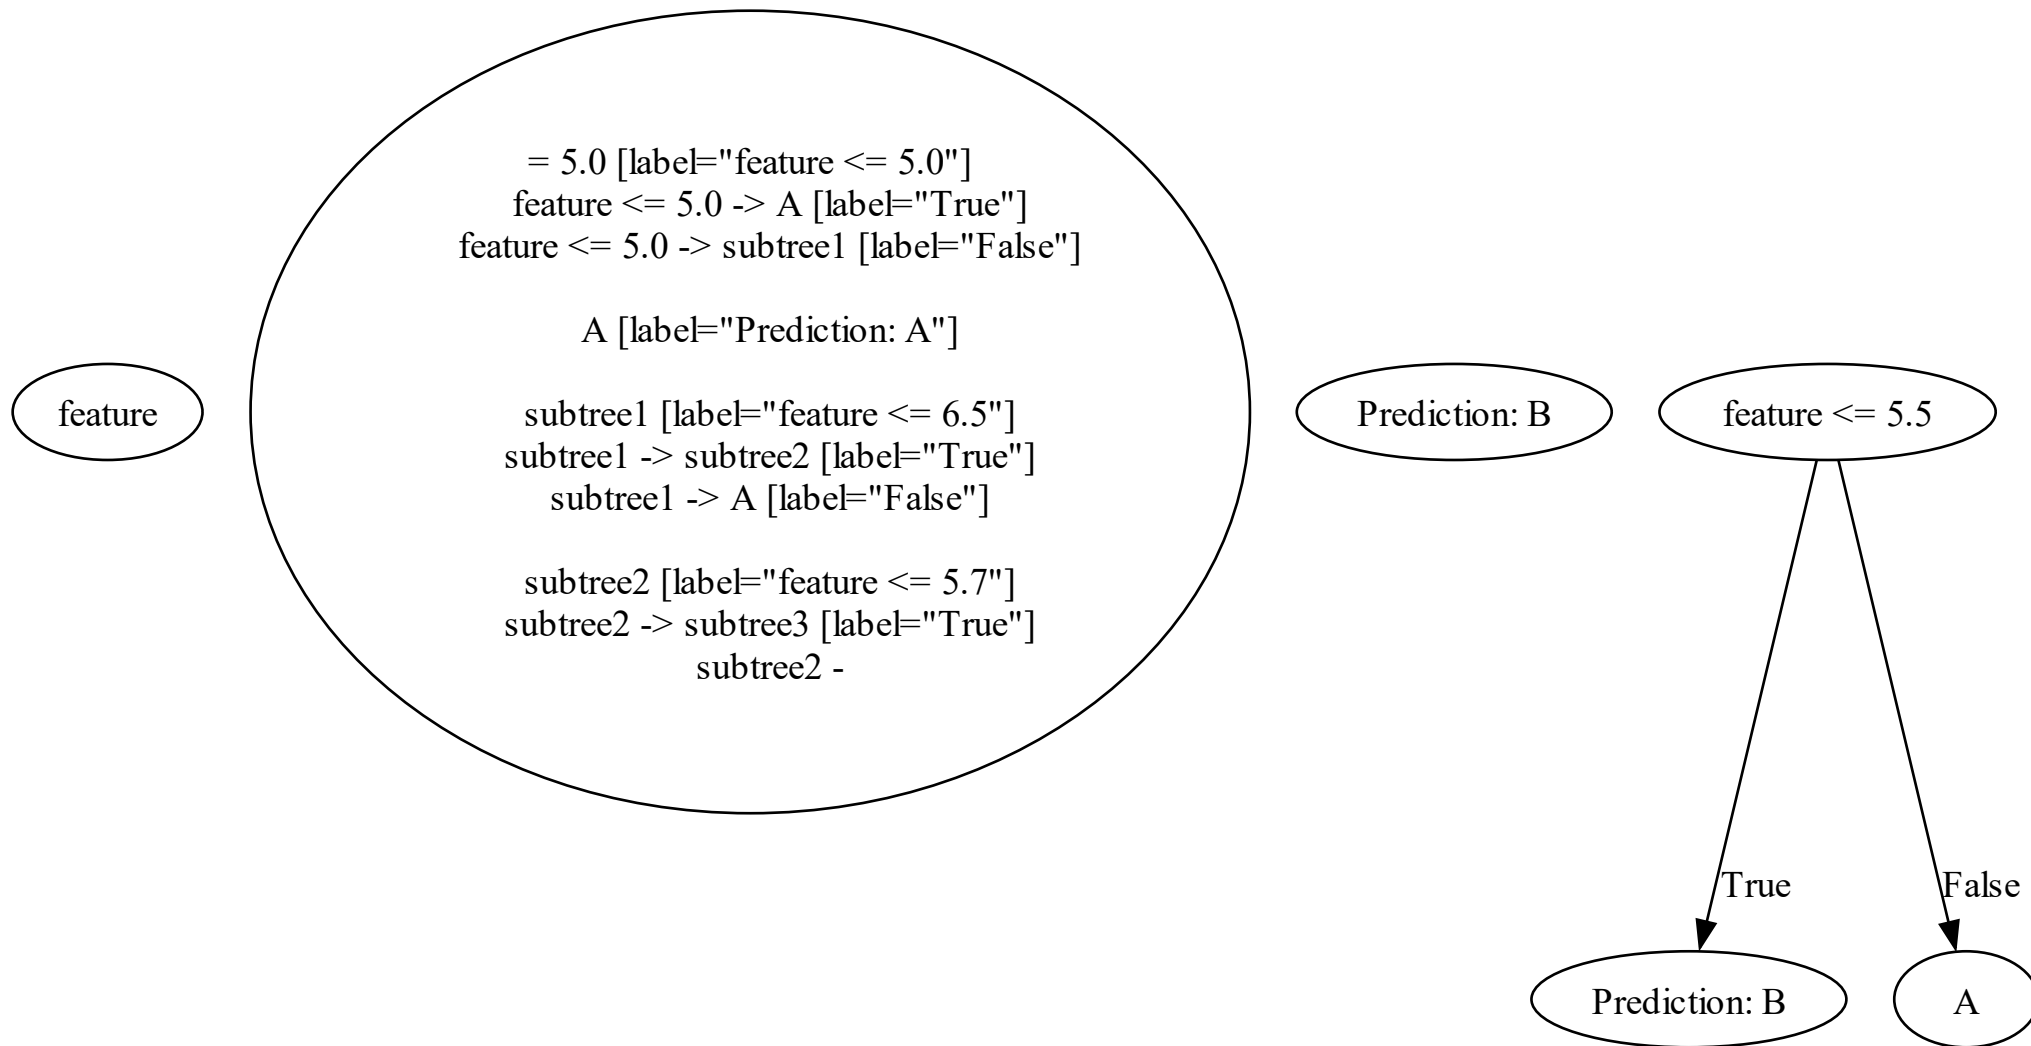 feature
= 5.0 [label="feature <= 5.0"]
feature <= 5.0 -> A [label="True"]
feature <= 5.0 -> subtree1 [label="False"]
A [label="Prediction: A"]
subtree1 [label="feature <= 6.5"]
subtree1 -> subtree2 [label="True"]
subtree1 -> A [label="False"]
subtree2 [label="feature <= 5.7"]
subtree2 -> subtree3 [label="True"]
subtree2 -
Prediction: B
feature <= 5.5
True
False
Prediction: B
A